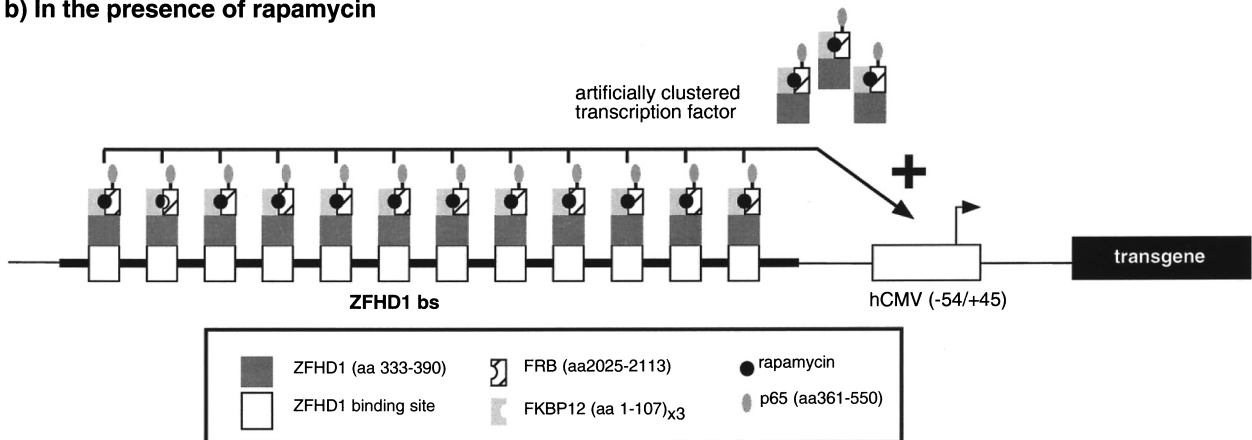 b) In the presence of rapamycin
artificially clustered
transcription factor
+
transgene
ZFHD1 bs
hCMV (-54/+45)
ZFHD1 (aa 333-390)
FRB (aa2025-2113)
rapamycin
ZFHD1 binding site
FKBP12 (aa 1-107)x3
p65 (aa361-550)